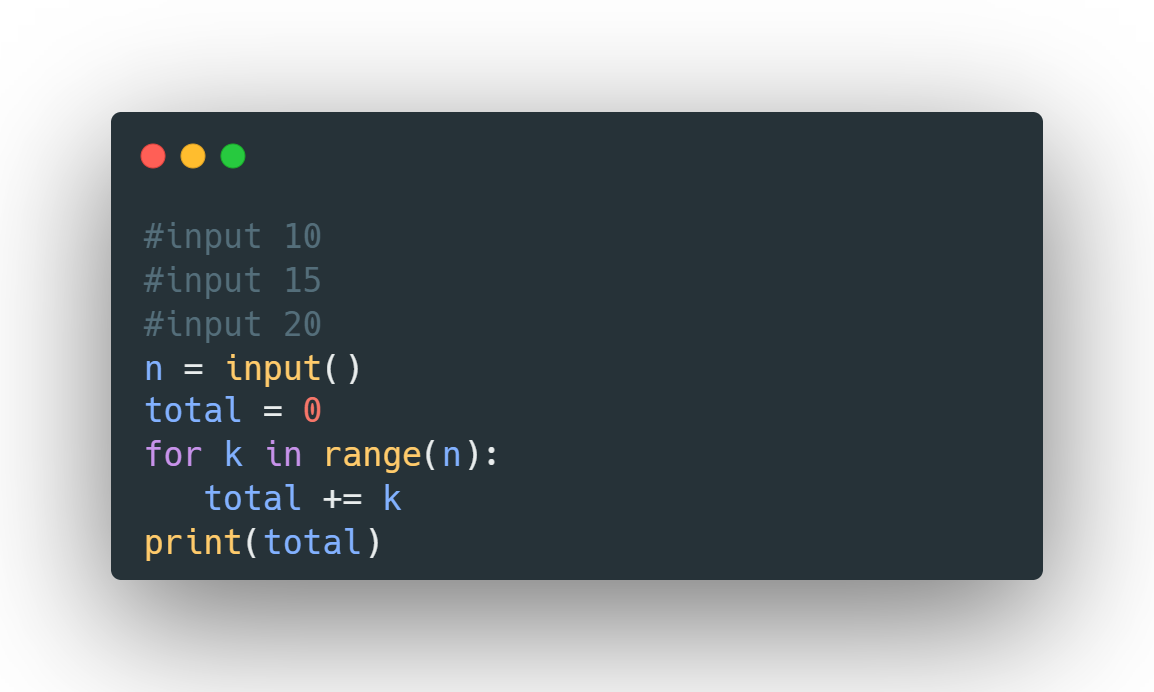 #input 10
#input 15
#input 20
n = input()
total = 0
for k in range(n):
   total += k
print(total)